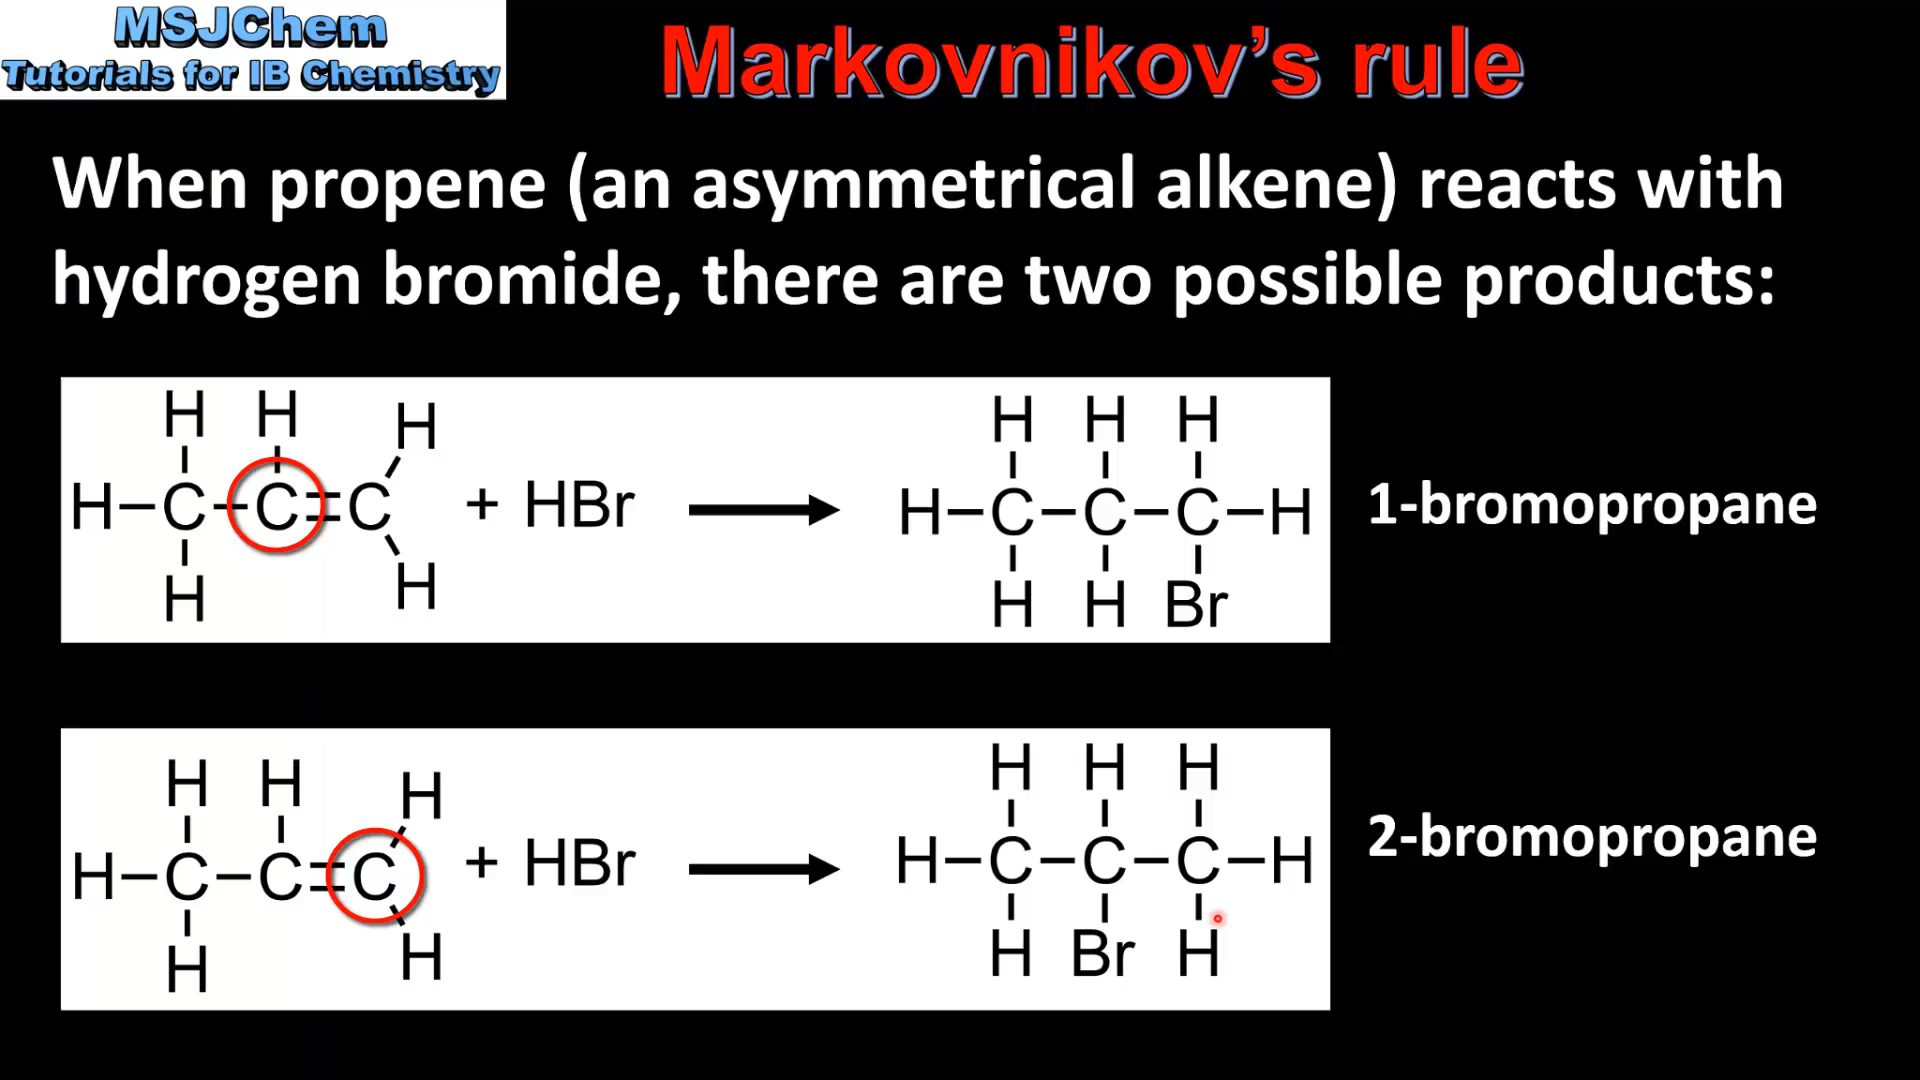 MSJChem
Tutorials for IB Chemistry
Markovnikov’s rule
When propene (an asymmetrical alkene) reacts with
hydrogen bromide, there are two possible products:
H H H
H–C–C=C + HBr
H H
H H H
H–C–C–C–H
H H Br
1-bromopropane
H H H
H–C–C=C + HBr
H H
H H H
H–C–C–C–H
H Br H
2-bromopropane